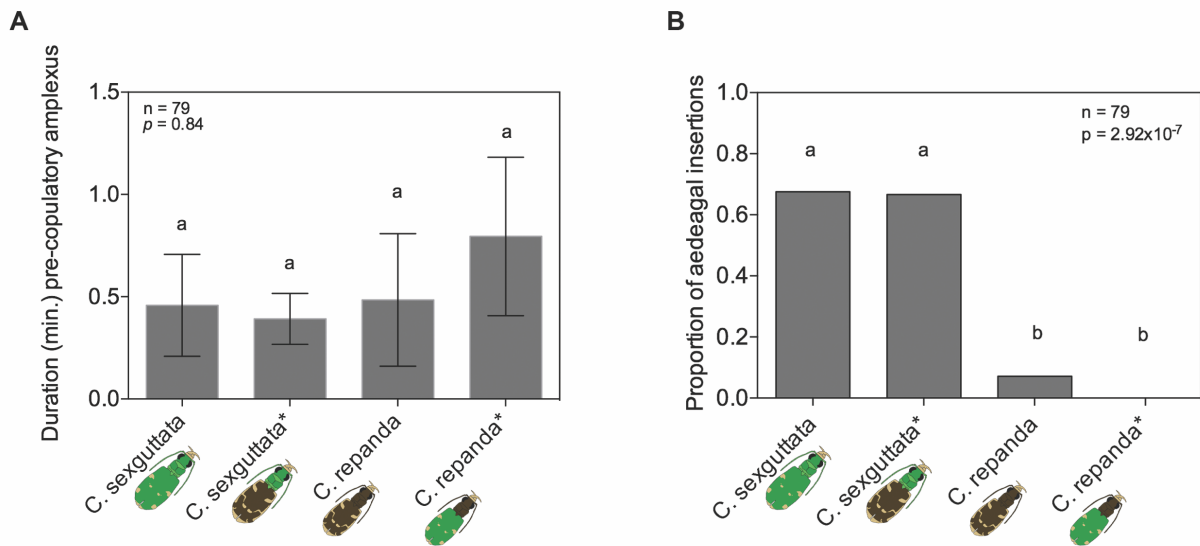 A
Duration (min.) pre-copulatory amplexus
1.5
1.0
0.5
0.0
n = 79
p = 0.84
a
a
a
a
C. sexguttata
C. sexguttata*
C. repanda
C. repanda*
B
Proportion of aedeagal insertions
1.0
0.8
0.6
0.4
0.2
0.0
n = 79
p = 2.92x10⁻⁷
a
a
b
b
C. sexguttata
C. sexguttata*
C. repanda
C. repanda*